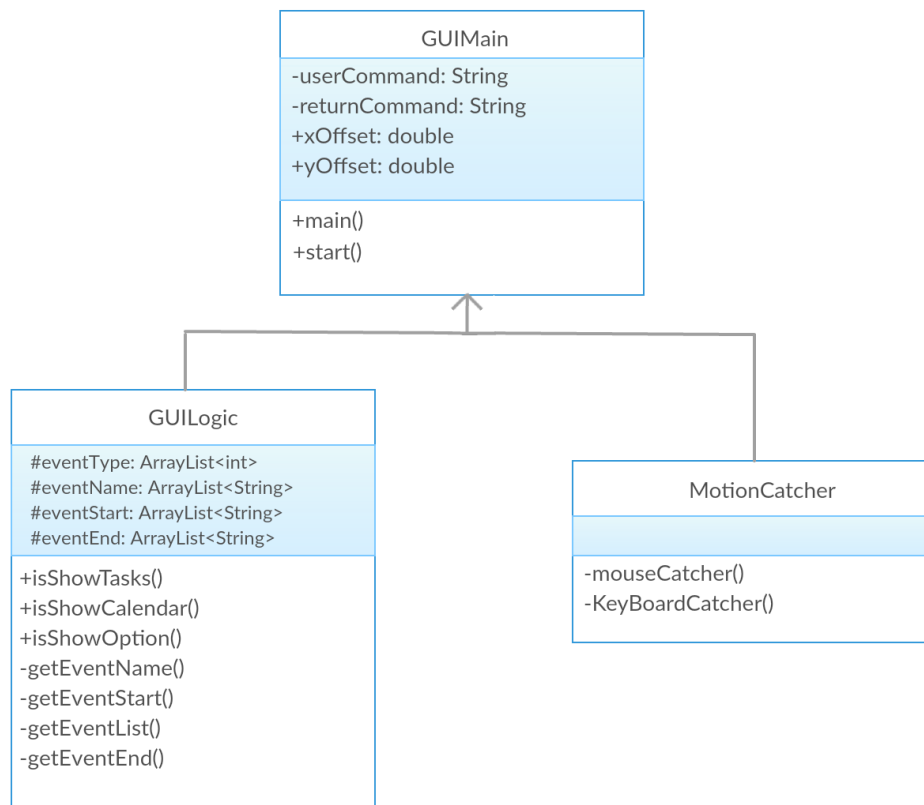 GUIMain
-userCommand: String
-returnCommand: String
+xOffset: double
+yOffset: double
+main()
+start()
GUILogic
#eventType: ArrayList<int>
#eventName: ArrayList<String>
#eventStart: ArrayList<String>
#eventEnd: ArrayList<String>
+isShowTasks()
+isShowCalendar()
+isShowOption()
-getEventName()
-getEventStart()
-getEventList()
-getEventEnd()
MotionCatcher
-mouseCatcher()
-KeyBoardCatcher()